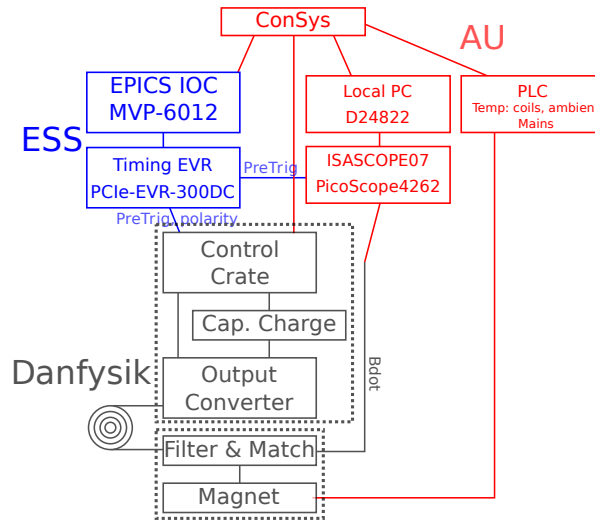 ConSys
AU
EPICS IOC
MVP-6012
Local PC
D24822
PLC
Temp: coils, ambien
Mains
ESS
Timing EVR
PCIe-EVR-300DC
PreTrig
ISASCOPE07
PicoScope4262
PreTrig, polarity
Control
Crate
Cap. Charge
Bdot
Danfysik
Output
Converter
Filter & Match
Magnet